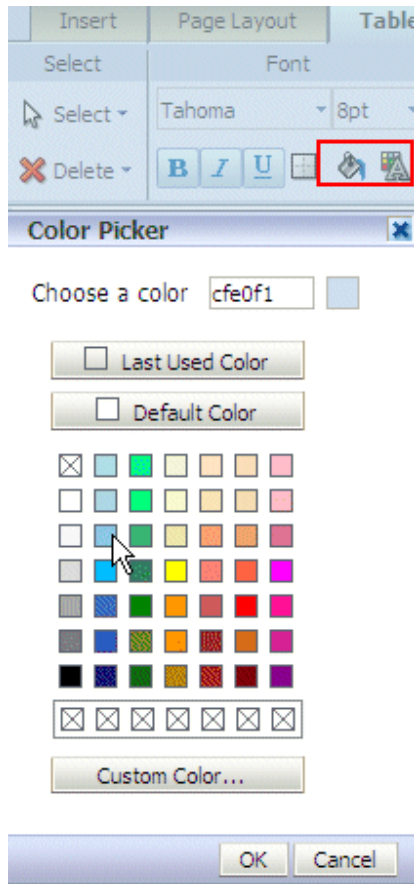 Insert Page Layout Table
Select Font
Select Tahoma 8pt
Delete B I U A
Color Picker
Choose a color cfe0f1
Last Used Color
Default Color
Custom Color...
OK Cancel